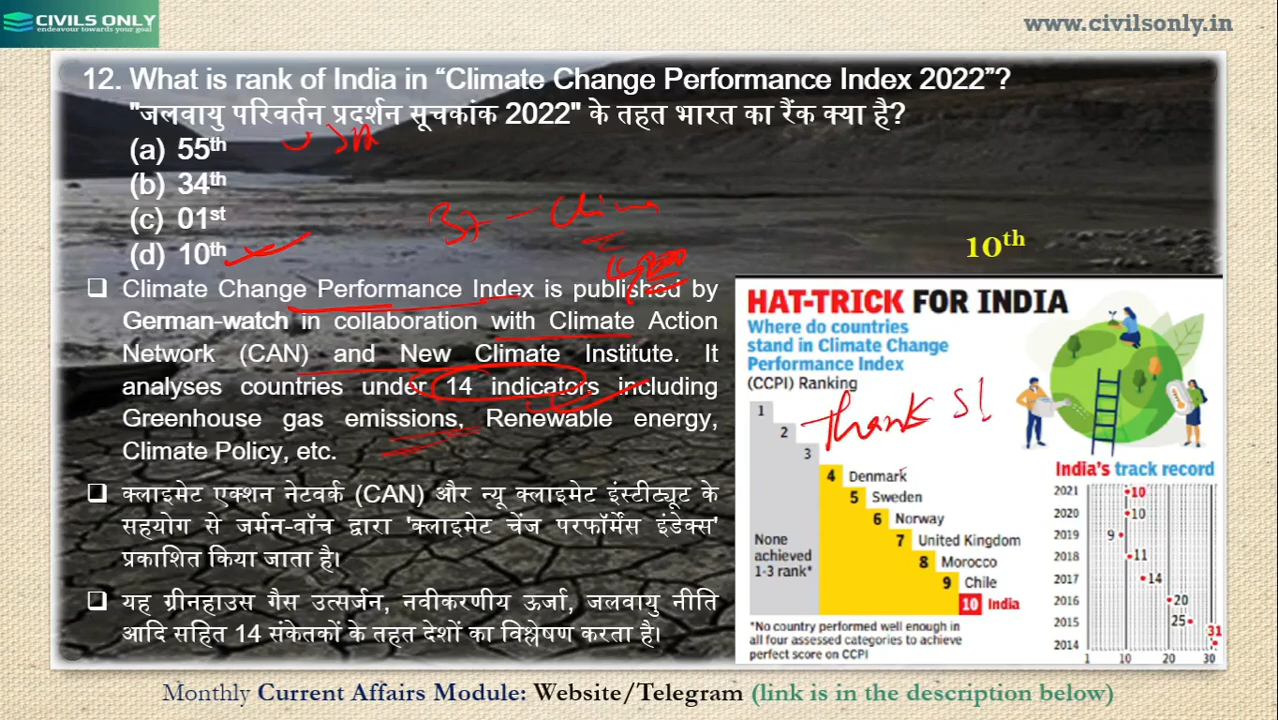 CIVILS ONLY
endeavour towards your goal
www.civilsonly.in
12. What is rank of India in “Climate Change Performance Index 2022”?
"जलवायु परिवर्तन प्रदर्शन सूचकांक 2022" के तहत भारत का रैंक क्या है?
(a) 55th
(b) 34th
(c) 01st
(d) 10th
China
10th
❑ Climate Change Performance Index is published by
German-watch in collaboration with Climate Action
Network (CAN) and New Climate Institute. It
analyses countries under 14 indicators including
Greenhouse gas emissions, Renewable energy,
Climate Policy, etc.
❑ क्लाइमेट एक्शन नेटवर्क (CAN) और न्यू क्लाइमेट इंस्टीट्यूट के
सहयोग से जर्मन-वॉच द्वारा 'क्लाइमेट चेंज परफॉर्मेंस इंडेक्स'
प्रकाशित किया जाता है।
❑ यह ग्रीनहाउस गैस उत्सर्जन, नवीकरणीय ऊर्जा, जलवायु नीति
आदि सहित 14 संकेतकों के तहत देशों का विश्लेषण करता है।
HAT-TRICK FOR INDIA
Where do countries
stand in Climate Change
Performance Index
(CCPI) Ranking
Thank
1
2
3
4 Denmark
5 Sweden
6 Norway
7 United Kingdom
8 Morocco
9 Chile
10 India
None
achieved
1-3 rank*
*No country performed well enough in
all four assessed categories to achieve
perfect score on CCPI
India's track record
2021 10
2020 10
2019 9
2018 11
2017 14
2016 20
2015 25
2014 31
1 10 20 30
Monthly Current Affairs Module: Website/Telegram (link is in the description below)